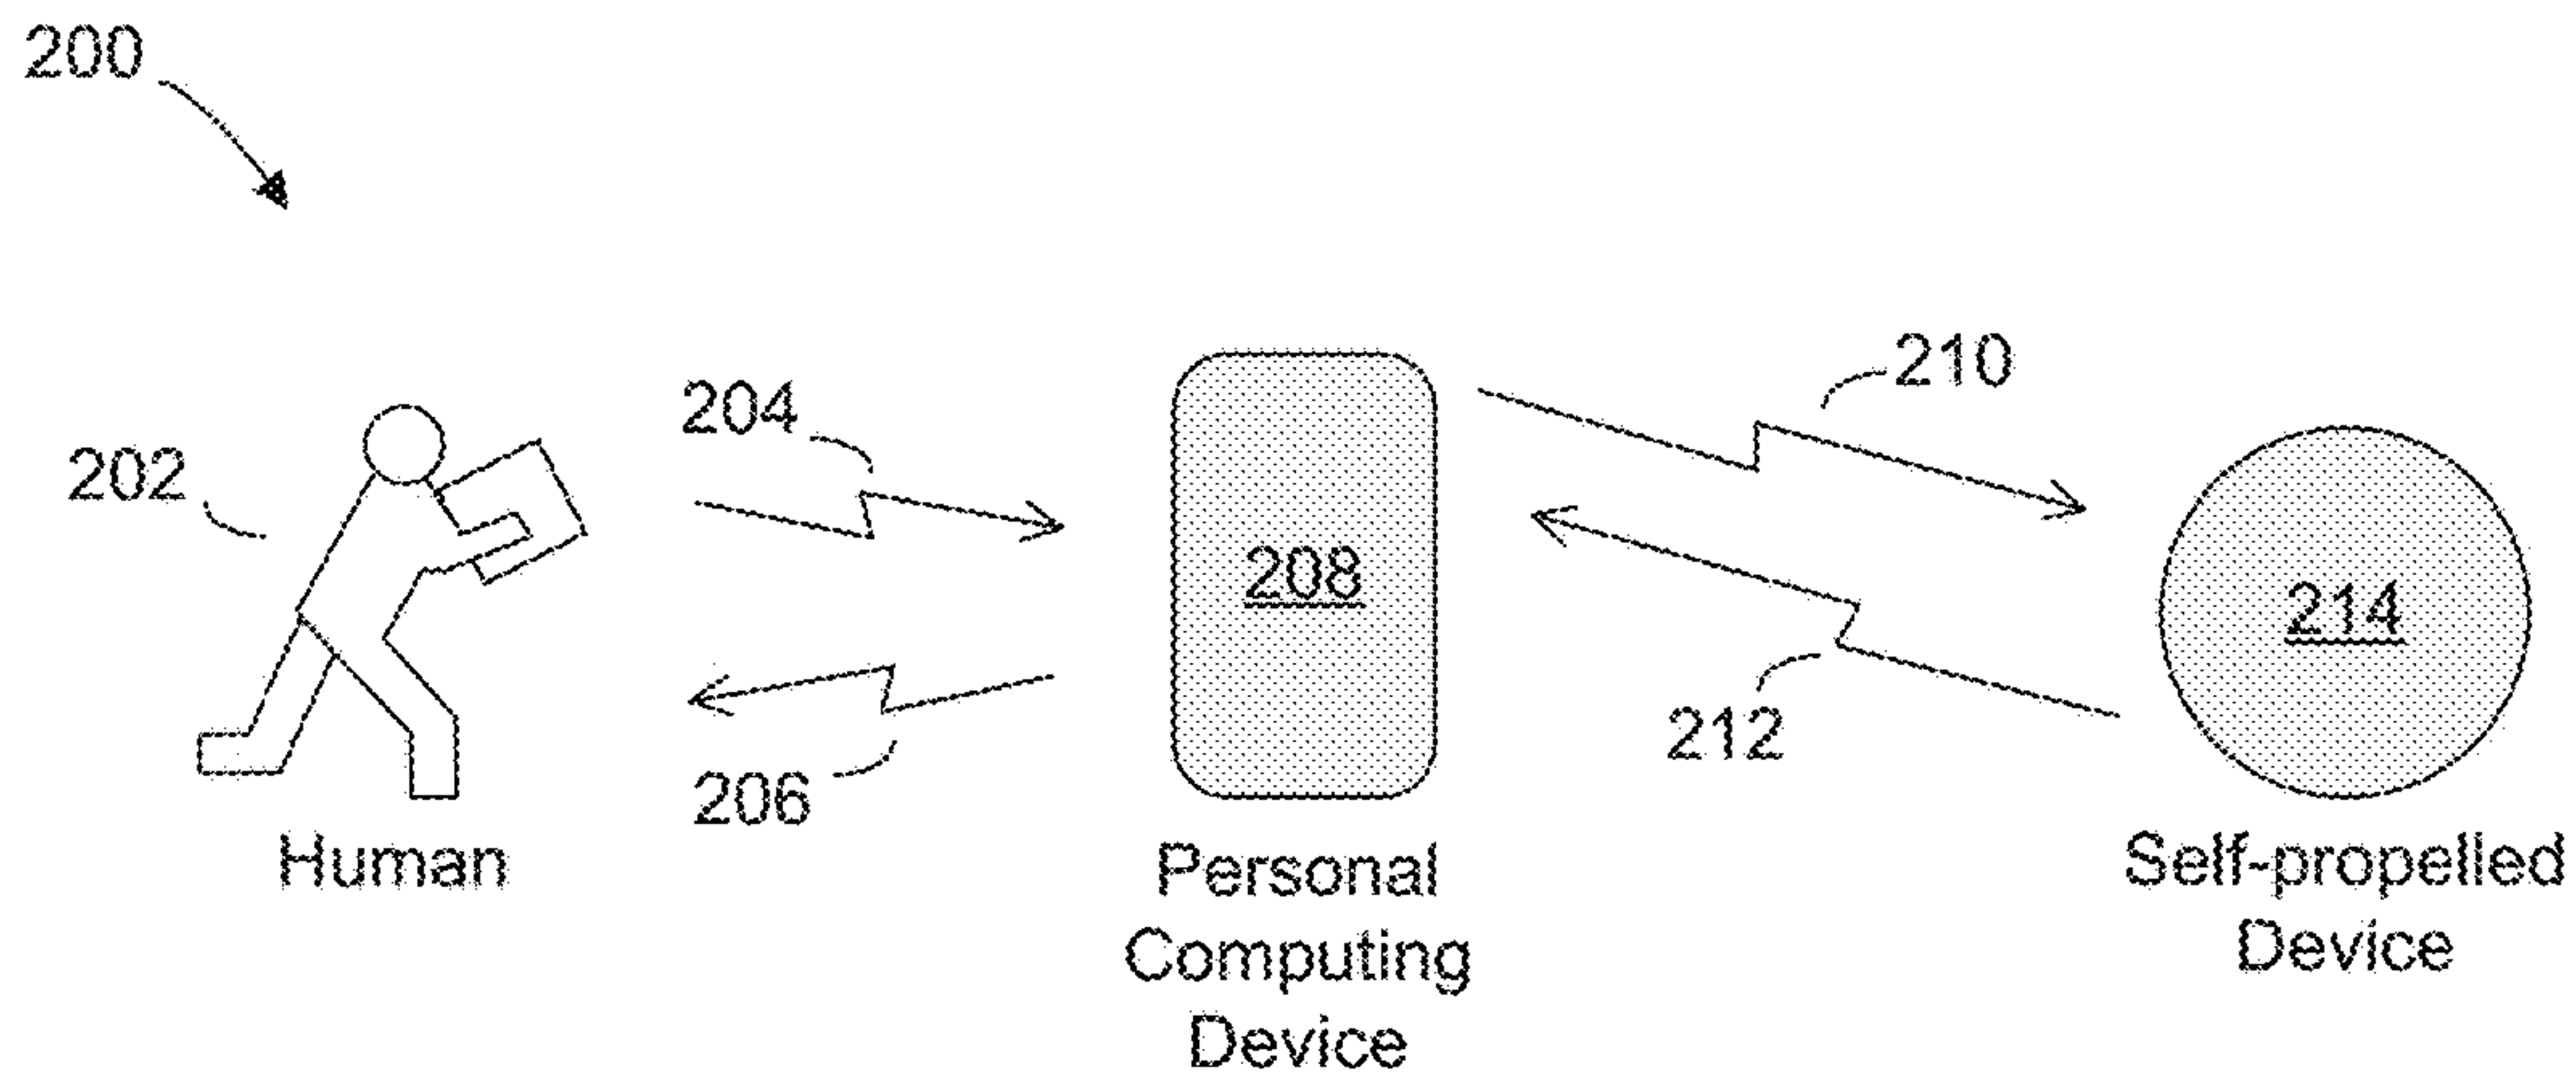 200
210
204
202
208
214
212
206
Human
Personal
Computing
Device
Self-propelled
Device